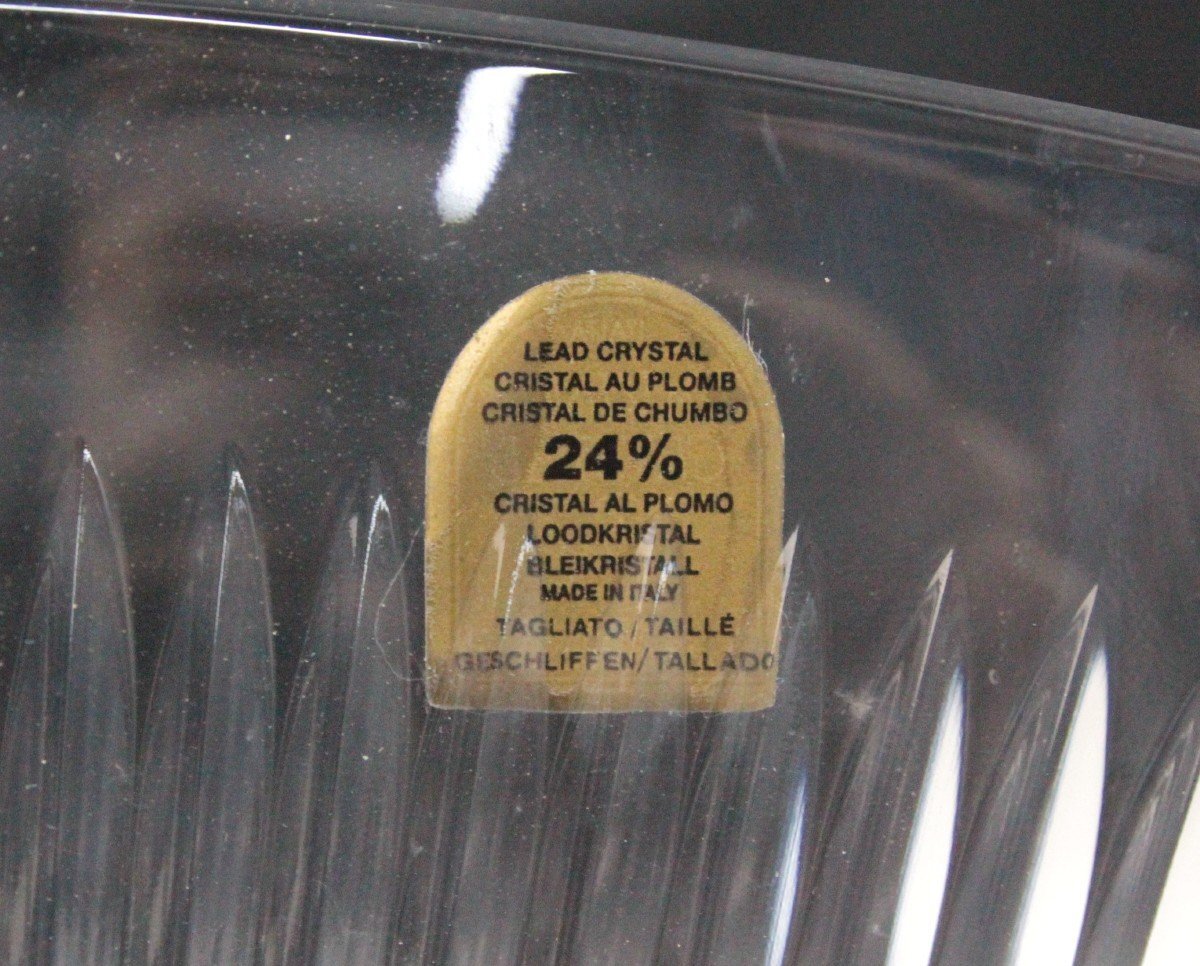 LEAD CRYSTAL
CRISTAL AU PLOMB
CRISTAL DE CHUMBO
24%
CRISTAL AL PLOMO
LOODKRISTAL
BLEIKRISTALL
MADE IN ITALY
TAGLIATO / TAILLÉ
GESCHLIFFEN/TALLADO